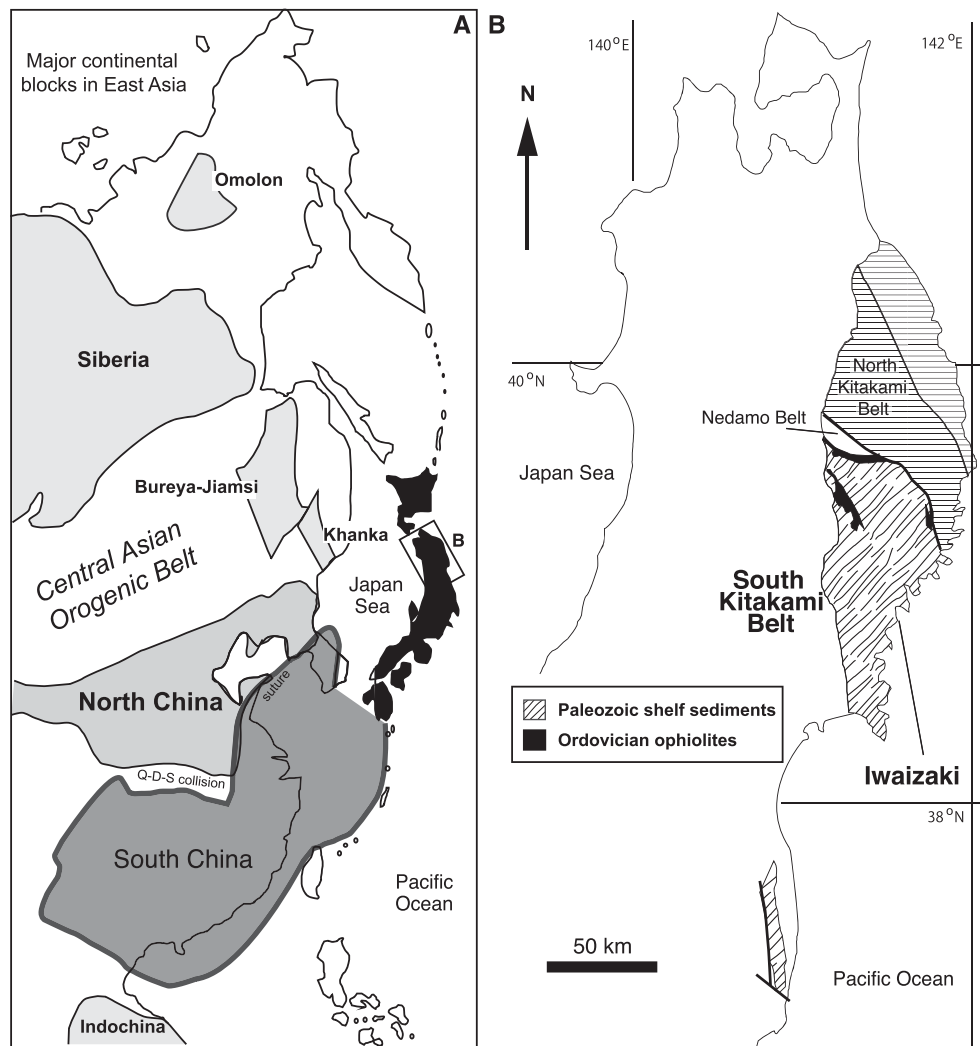 A
Major continental
blocks in East Asia
Omolon
Siberia
Bureya-Jiamsi
Khanka
B
Central Asian
Orogenic Belt
Japan
Sea
North China
suture
Q-D-S collision
South China
Pacific
Ocean
Indochina
B
140°E
142°E
N
North
Kitakami
Belt
40°N
Nedamo Belt
Japan Sea
South
Kitakami
Belt
Paleozoic shelf sediments
Ordovician ophiolites
Iwaizaki
38°N
50 km
Pacific Ocean